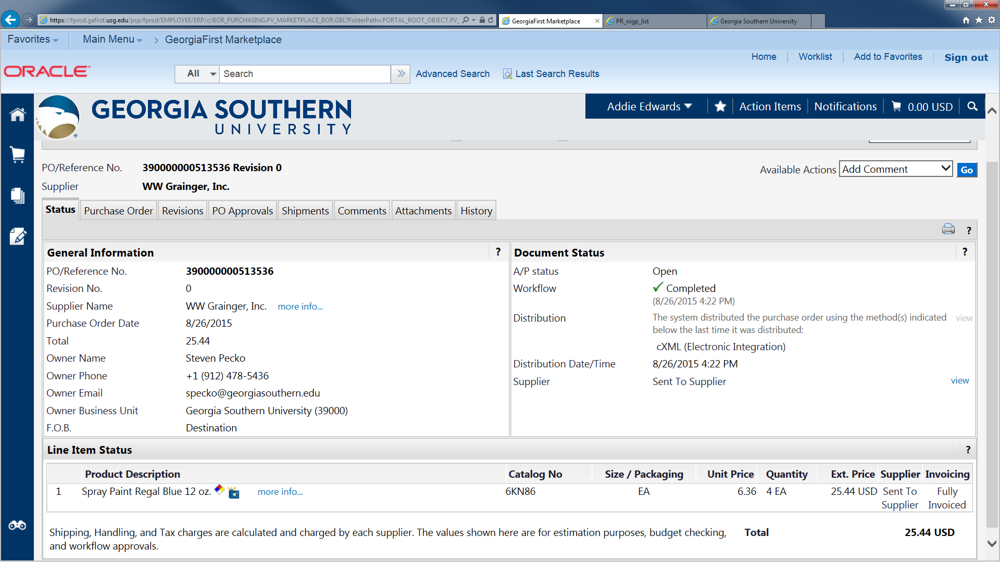 https://fprod.gafirst.usg.edu/psp/fprod/EMPLOYEE/ERP/c/BOR_PURCHASING.PV_MARKETPLACE_BOR.GBL?FolderPath=PORTAL_ROOT_OBJECT.PV_
GeorgiaFirst Marketplace
PR_nigp_list
Georgia Southern University
Favorites
Main Menu
> GeorgiaFirst Marketplace
Home
Worklist
Add to Favorites
Sign out
ORACLE
All
Search
Advanced Search
Last Search Results
GEORGIA SOUTHERN
UNIVERSITY
Addie Edwards
Action Items
Notifications
0.00 USD
PO/Reference No. 390000000513536 Revision 0
Available Actions Add Comment Go
Supplier WW Grainger, Inc.
Status Purchase Order Revisions PO Approvals Shipments Comments Attachments History
?
General Information ?
PO/Reference No. 390000000513536
Revision No. 0
Supplier Name WW Grainger, Inc. more info...
Purchase Order Date 8/26/2015
Total 25.44
Owner Name Steven Pecko
Owner Phone +1 (912) 478-5436
Owner Email specko@georgiasouthern.edu
Owner Business Unit Georgia Southern University (39000)
F.O.B. Destination
Document Status ?
A/P status Open
Workflow Completed
(8/26/2015 4:22 PM)
Distribution The system distributed the purchase order using the method(s) indicated view
below the last time it was distributed:
cXML (Electronic Integration)
Distribution Date/Time 8/26/2015 4:22 PM
Supplier Sent To Supplier view
Line Item Status ?
Product Description Catalog No Size / Packaging Unit Price Quantity Ext. Price Supplier Invoicing
1 Spray Paint Regal Blue 12 oz. more info... 6KN86 EA 6.36 4 EA 25.44 USD Sent To Fully
Supplier Invoiced
Shipping, Handling, and Tax charges are calculated and charged by each supplier. The values shown here are for estimation purposes, budget checking, Total 25.44 USD
and workflow approvals.